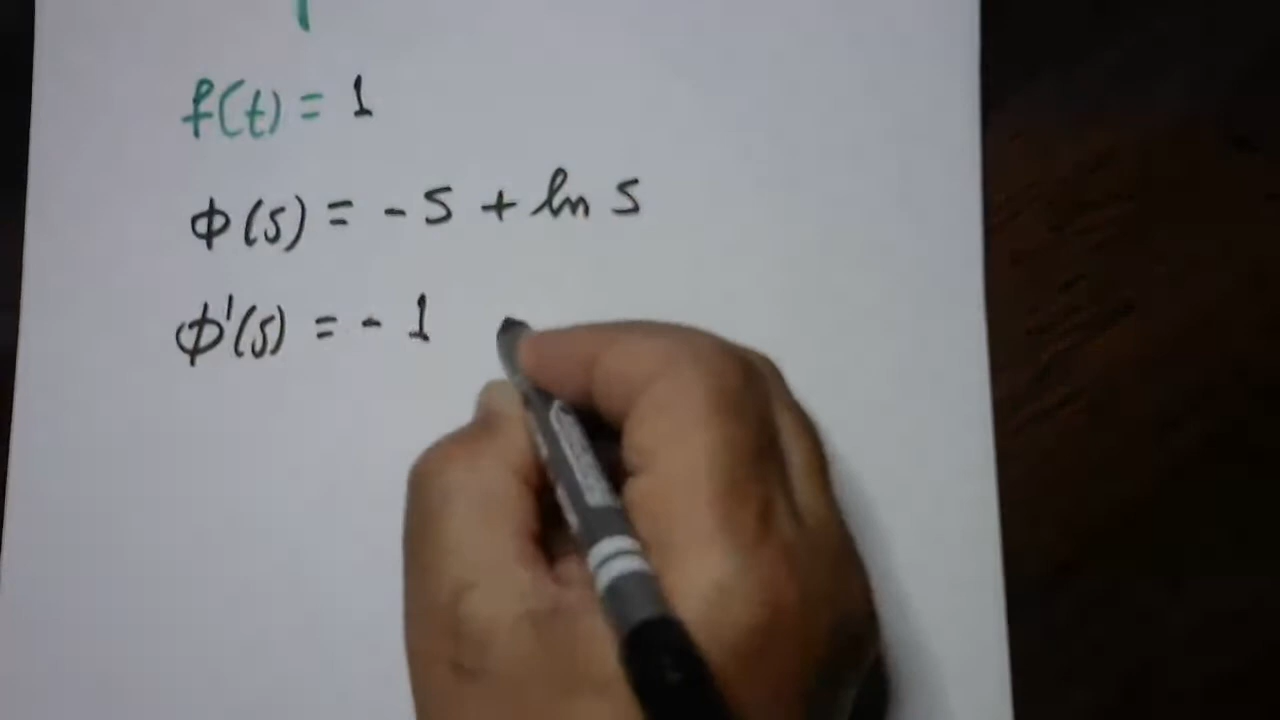 f(t) = 1
φ(s) = - s + ln s
φ'(s) = - 1